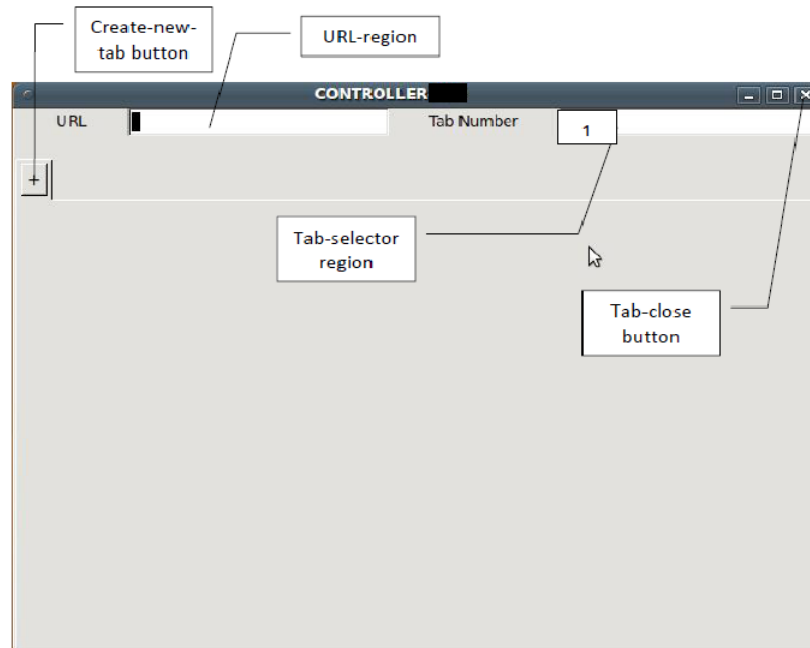 Create-new-
tab button
URL-region
CONTROLLER
URL
Tab Number
1
+
Tab-selector
region
Tab-close
button